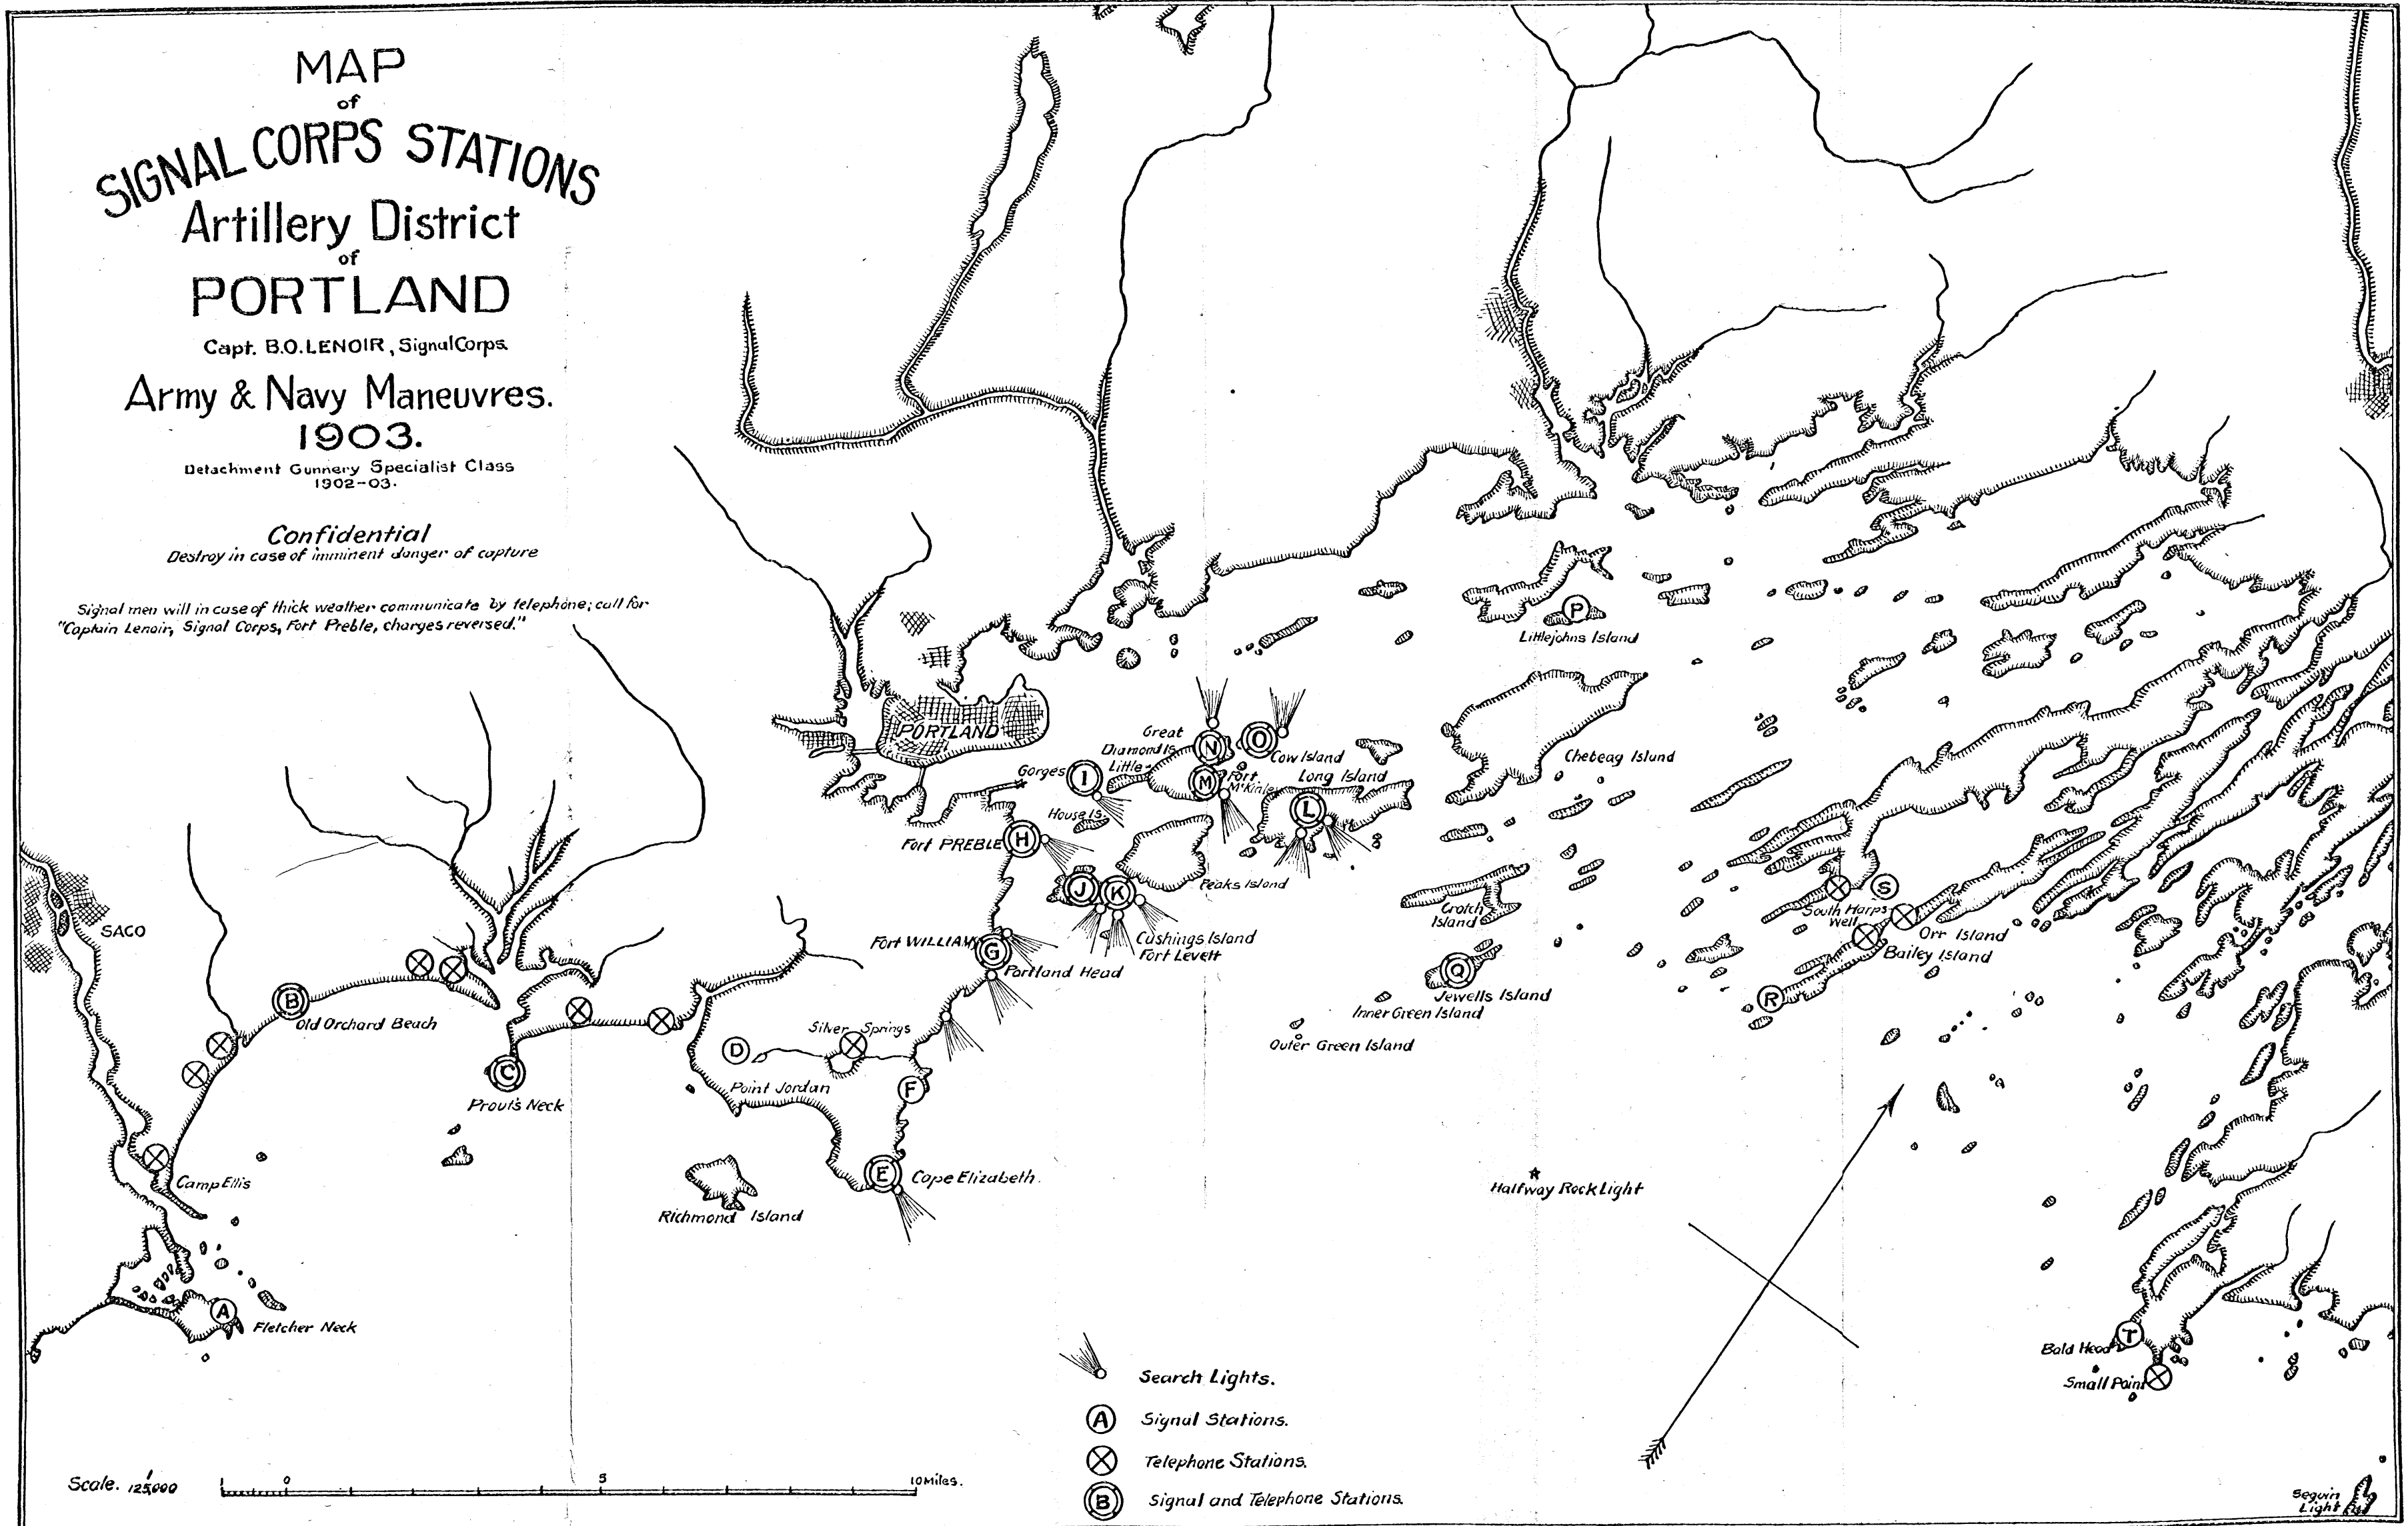 MAP
of
SIGNAL CORPS STATIONS
Artillery District
of
PORTLAND
Capt. B.O. LENOIR, Signal Corps.
Army & Navy Maneuvres.
1903.
Detachment Gunnery Specialist Class
1902-03.
Confidential
Destroy in case of imminent danger of capture
Signal men will in case of thick weather communicate by telephone; call for
"Captain Lenoir, Signal Corps, Fort Preble, charges reversed."
P
Littlejohns Island
PORTLAND
Great
Diamond Is.
Little
N
O
Cow Island
Gorges
I
M
Fort
McKinley
Long Island
L
House Is.
Chebeag Island
Fort PREBLE
H
J
K
Peaks Island
Cushings Island
Fort Levett
Crotch
Island
S
South Harps
Well
Orr Island
Bailey Island
R
SACO
Fort WILLIAMS
G
Portland Head
Q
Jewells Island
Inner Green Island
Outer Green Island
B
Old Orchard Beach
C
Prout's Neck
D
Silver Springs
Point Jordan
F
E
Cape Elizabeth.
Richmond Island
Halfway Rock Light
Camp Ellis
A
Fletcher Neck
T
Bald Head
Small Point
Seguin
Light
Search Lights.
A Signal Stations.
Telephone Stations.
B Signal and Telephone Stations.
Scale. 1/125,000
1 0 5 10 Miles.